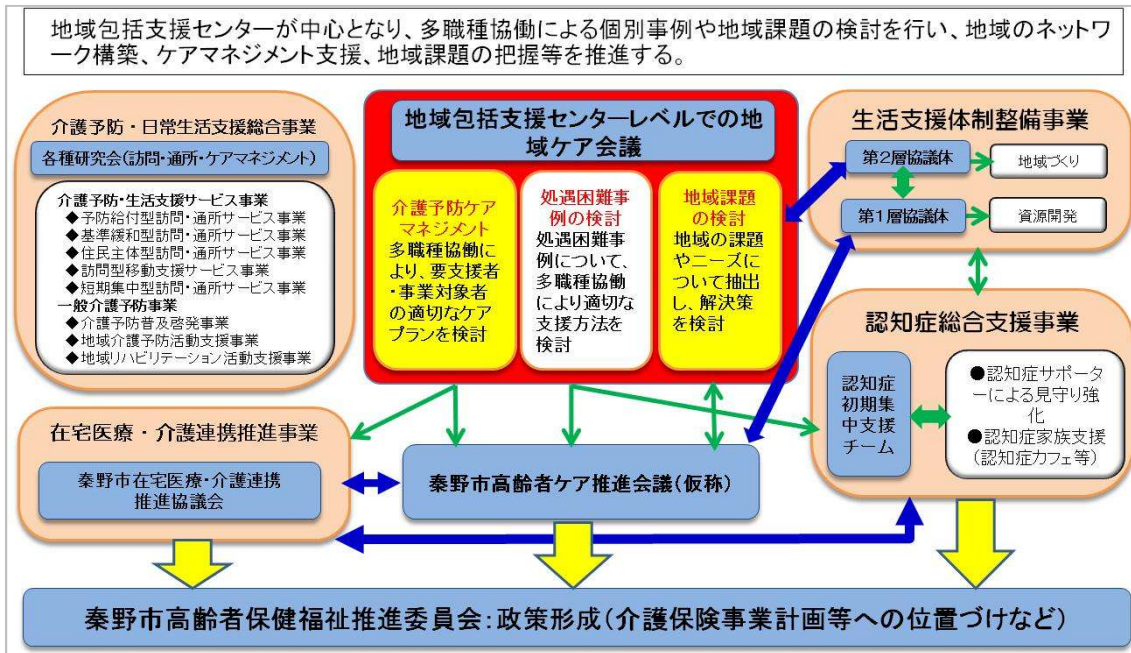 地域包括支援センターが中心となり、多職種協働による個別事例や地域課題の検討を行い、地域のネットワ
ーク構築、ケアマネジメント支援、地域課題の把握等を推進する。
介護予防・日常生活支援総合事業
各種研究会(訪問・通所・ケアマネジメント)
介護予防・生活支援サービス事業
◆予防給付型訪問・通所サービス事業
◆基準緩和型訪問・通所サービス事業
◆住民主体型訪問・通所サービス事業
◆訪問型移動支援サービス事業
◆短期集中型訪問・通所サービス事業
一般介護予防事業
◆介護予防普及啓発事業
◆地域介護予防活動支援事業
◆地域リハビリテーション活動支援事業
地域包括支援センターレベルでの地
域ケア会議
介護予防ケア
マネジメント
多職種協働に
より、要支援者
・事業対象者
の適切なケア
プランを検討
処遇困難事
例の検討
処遇困難事
例について、
多職種協働
により適切な
支援方法を
検討
地域課題
の検討
地域の課題
やニーズに
ついて抽出
し、解決策
を検討
生活支援体制整備事業
第2層協議体
地域づくり
第1層協議体
資源開発
認知症総合支援事業
認知症
初期集
中支援
チーム
●認知症サポータ
ーによる見守り強
化
●認知症家族支援
(認知症カフェ等)
在宅医療・介護連携推進事業
秦野市在宅医療・介護連携
推進協議会
秦野市高齢者ケア推進会議(仮称)
秦野市高齢者保健福祉推進委員会:政策形成(介護保険事業計画等への位置づけなど)